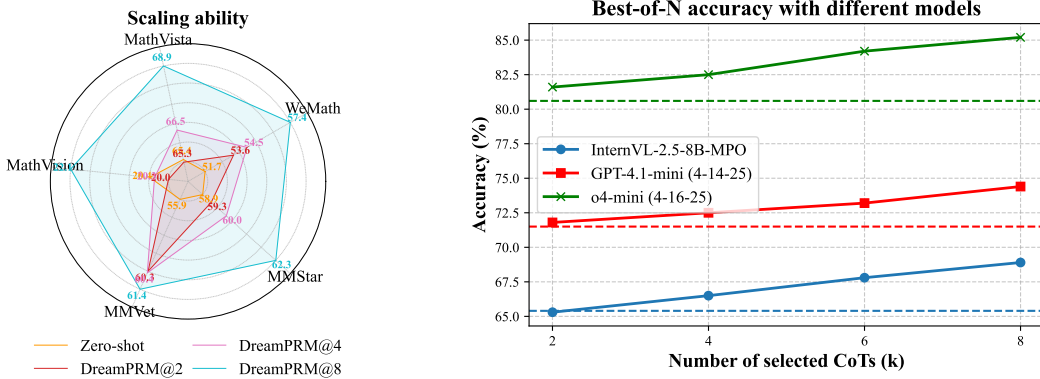 Scaling ability
MathVista
68.9
WeMath
57.4
66.5
54.5
65.3
53.6
51.7
MathVision
20.0
58.9
55.9
59.3
60.0
62.3
MMStar
60.3
61.4
MMVet
Zero-shot
DreamPRM@2
DreamPRM@4
DreamPRM@8
Best-of-N accuracy with different models
Accuracy (%)
85.0
82.5
80.0
77.5
75.0
72.5
70.0
67.5
65.0
InternVL-2.5-8B-MPO
GPT-4.1-mini (4-14-25)
o4-mini (4-16-25)
2 4 6 8
Number of selected CoTs (k)